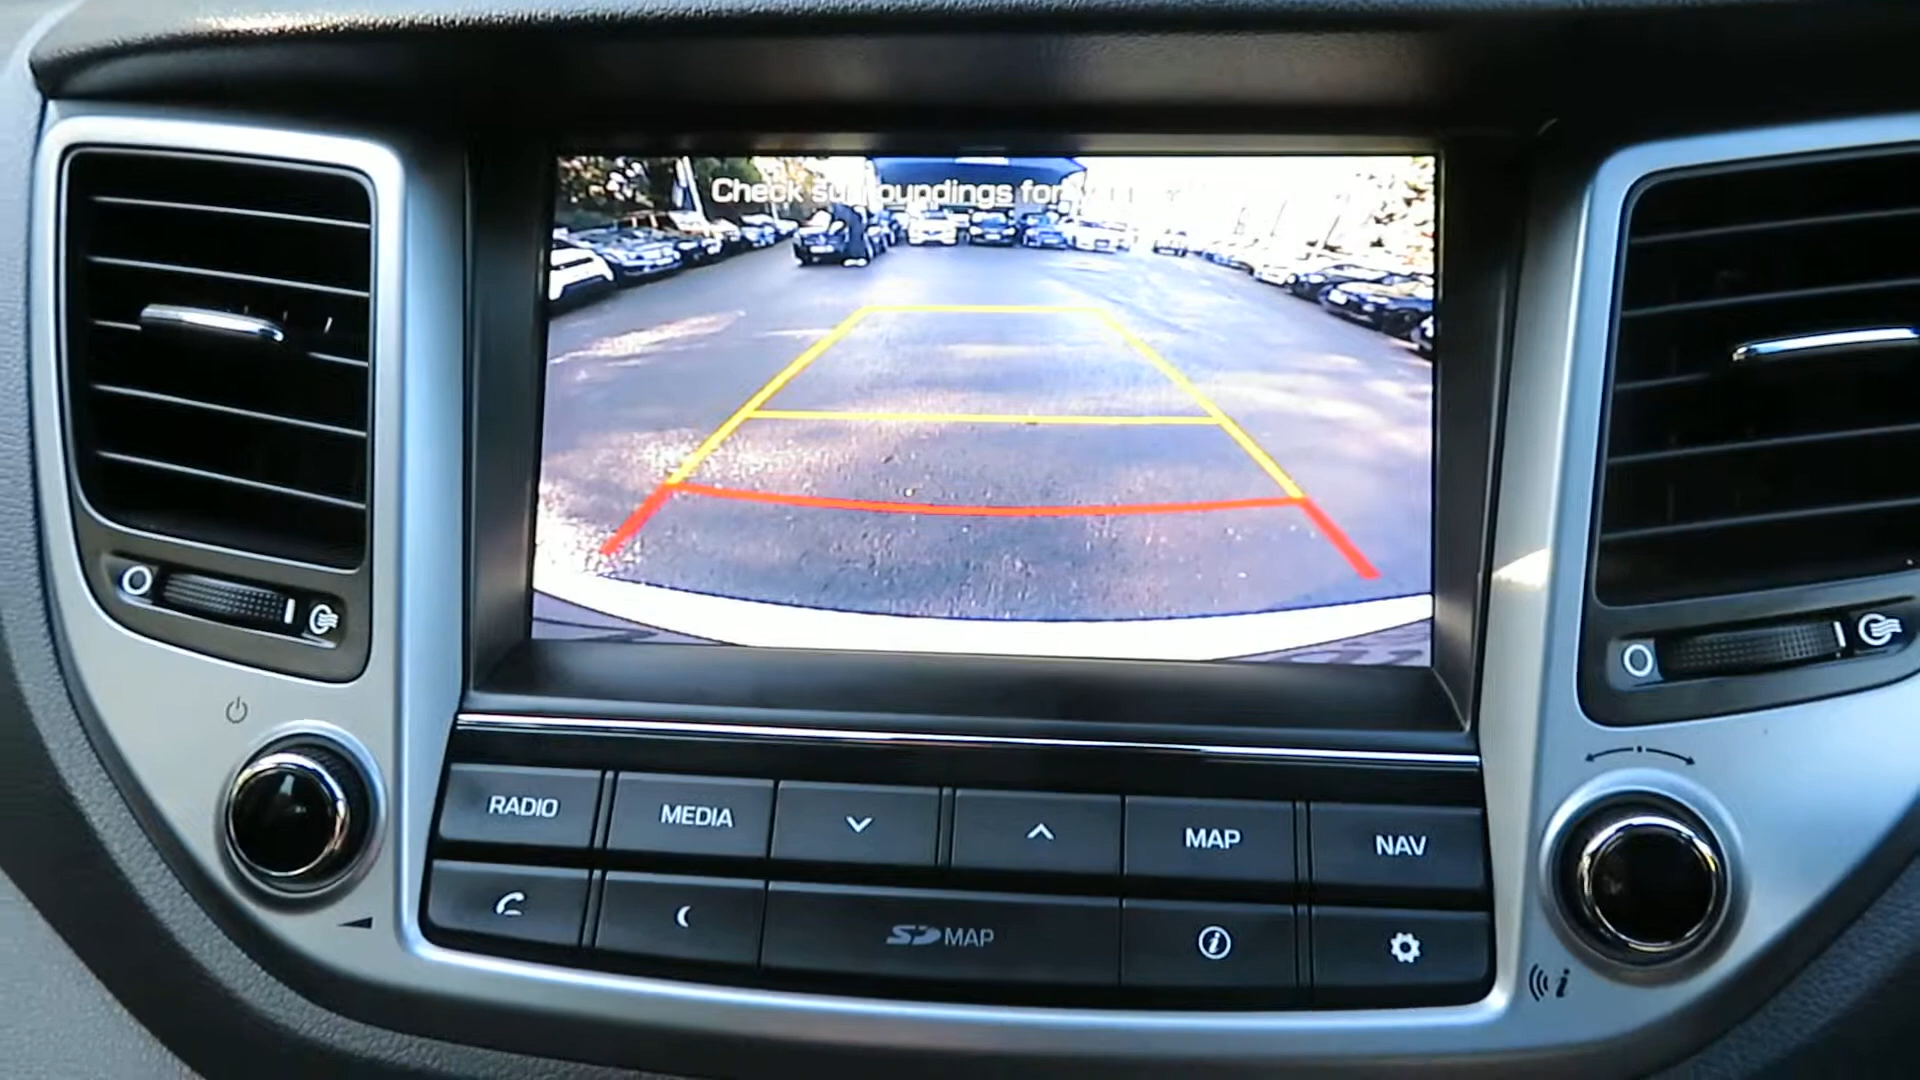 Check surroundings for
RADIO
MEDIA
MAP
NAV
SD MAP
i
i